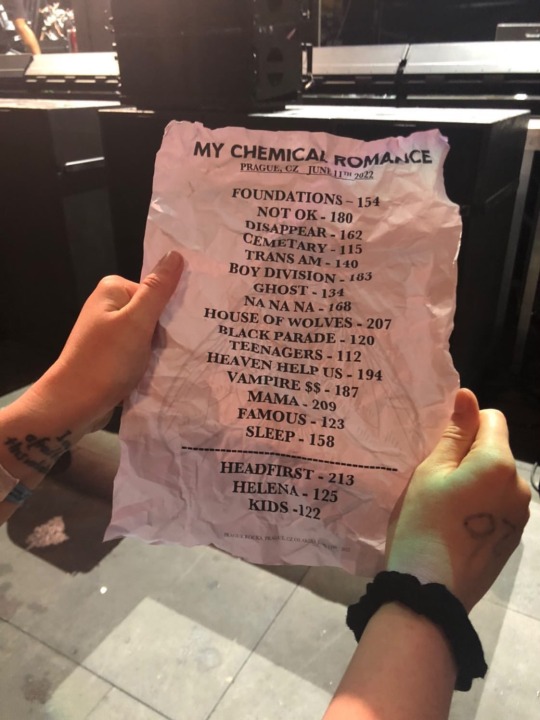 MY CHEMICAL ROMANCE
PRAGUE, CZ JUNE 11TH 2022
FOUNDATIONS - 154
NOT OK - 180
DISAPPEAR - 162
CEMETARY - 115
TRANS AM - 140
BOY DIVISION - 183
GHOST - 134
NA NA NA - 168
HOUSE OF WOLVES - 207
BLACK PARADE - 120
TEENAGERS - 112
HEAVEN HELP US - 194
VAMPIRE $$ - 187
MAMA - 209
FAMOUS - 123
SLEEP - 158
HEADFIRST - 213
HELENA - 125
KIDS -122